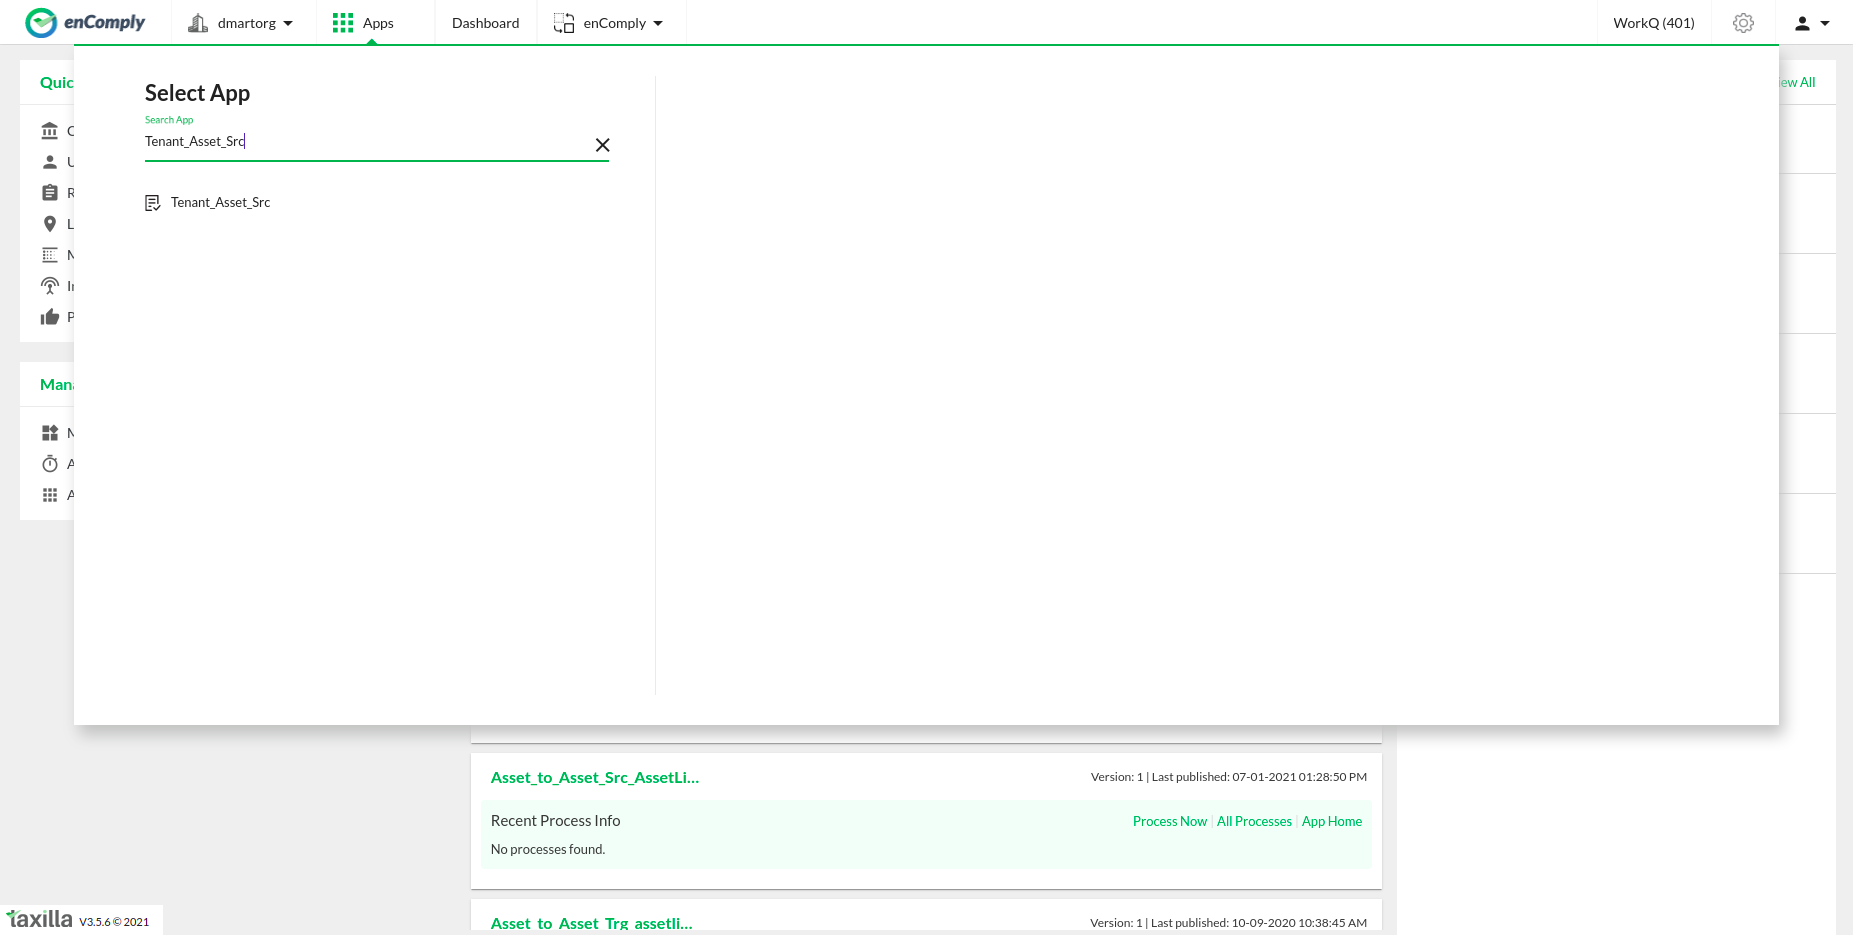 enComply
dmartorg
Apps
Dashboard
enComply
WorkQ (401)
Select App
Search App
Tenant_Asset_Src
Tenant_Asset_Src
Quic
C
U
R
L
M
P
Mana
M
A
A
ew All
Asset_to_Asset_Src_AssetLi...
Version: 1 | Last published: 07-01-2021 01:28:50 PM
Recent Process Info
Process Now | All Processes | App Home
No processes found.
Asset_to_Asset_Trg_assetli...
Version: 1 | Last published: 10-09-2020 10:38:45 AM
taxilla V3.5.6 © 2021